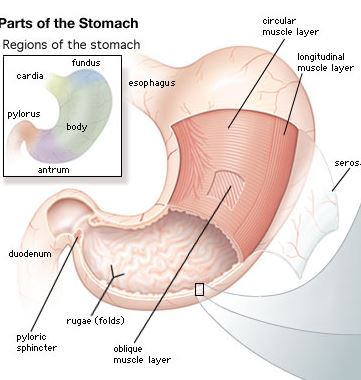 Parts of the Stomach
Regions of the stomach
fundus
cardia
pylorus
body
antrum
esophagus
circular
muscle layer
longitudinal
muscle layer
seros
duodenum
pyloric
sphincter
rugae (folds)
oblique
muscle layer